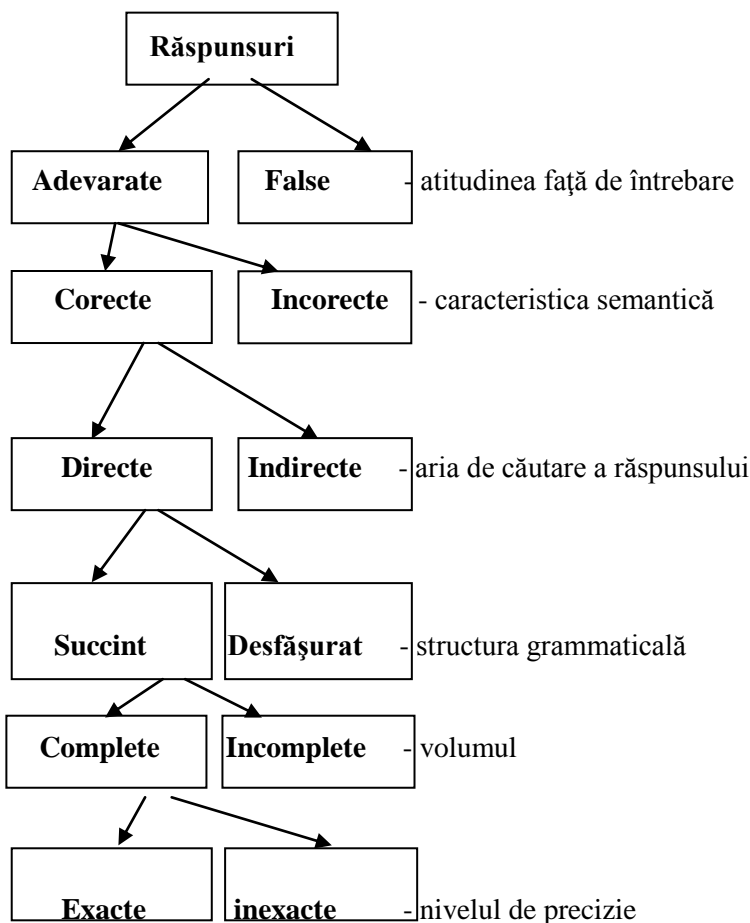 Răspunsuri
Adevarate False - atitudinea faţă de întrebare
Corecte Incorecte - caracteristica semantică
Directe Indirecte - aria de căutare a răspunsului
Succint Desfăşurat - structura grammaticală
Complete Incomplete - volumul
Exacte inexacte - nivelul de precizie